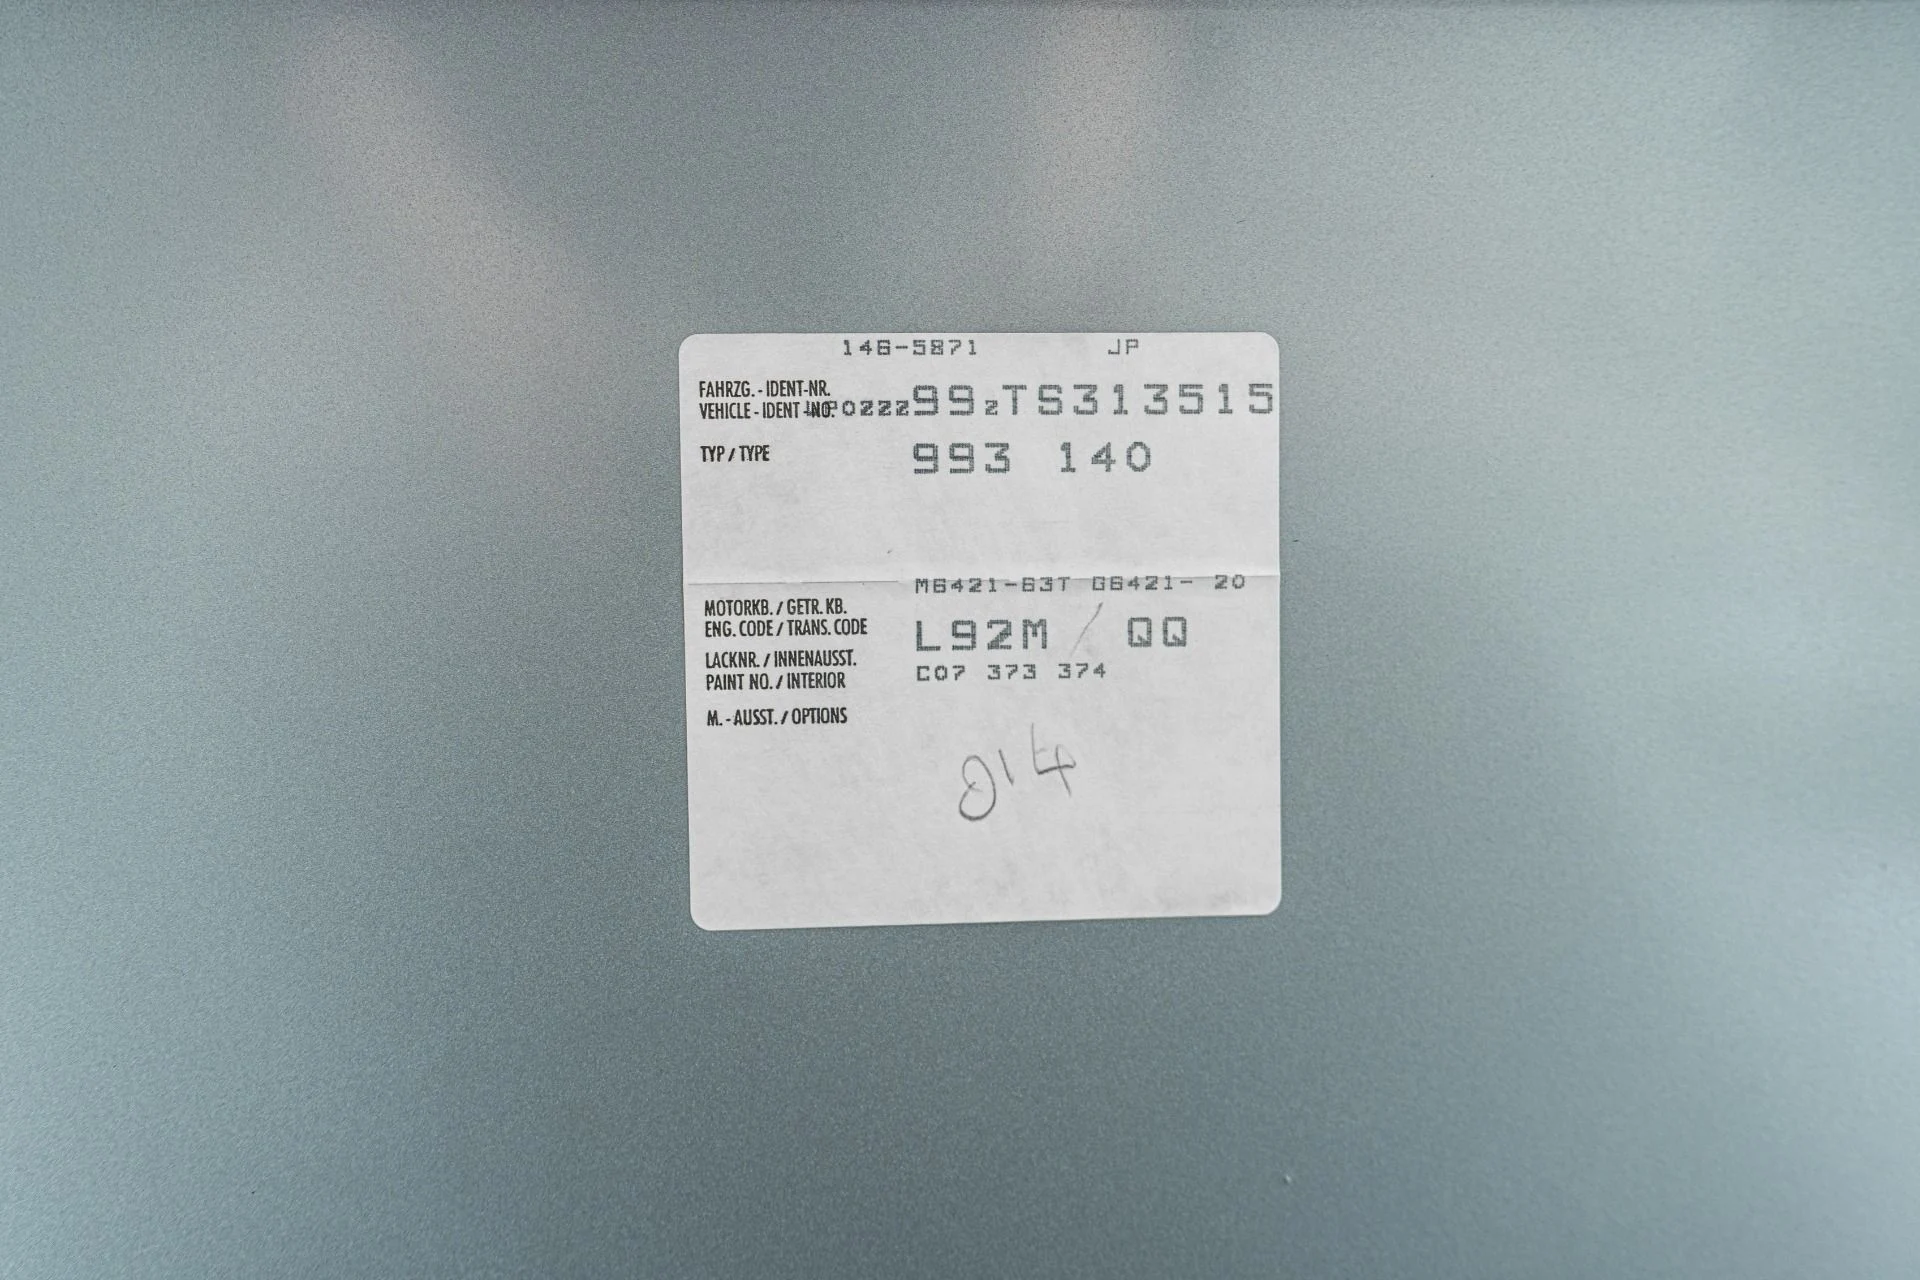 146-5871 JP
FAHRZG.-IDENT-NR.
VEHICLE-IDENT-NO. WP0ZZZ99ZTS313515
TYP / TYPE 993 140
M6421-63T G6421- 20
MOTORKB. / GETR. KB.
ENG. CODE / TRANS. CODE L92M / QQ
LACKNR. / INNENAUSST.
PAINT NO. / INTERIOR C07 373 374
M.-AUSST. / OPTIONS
014